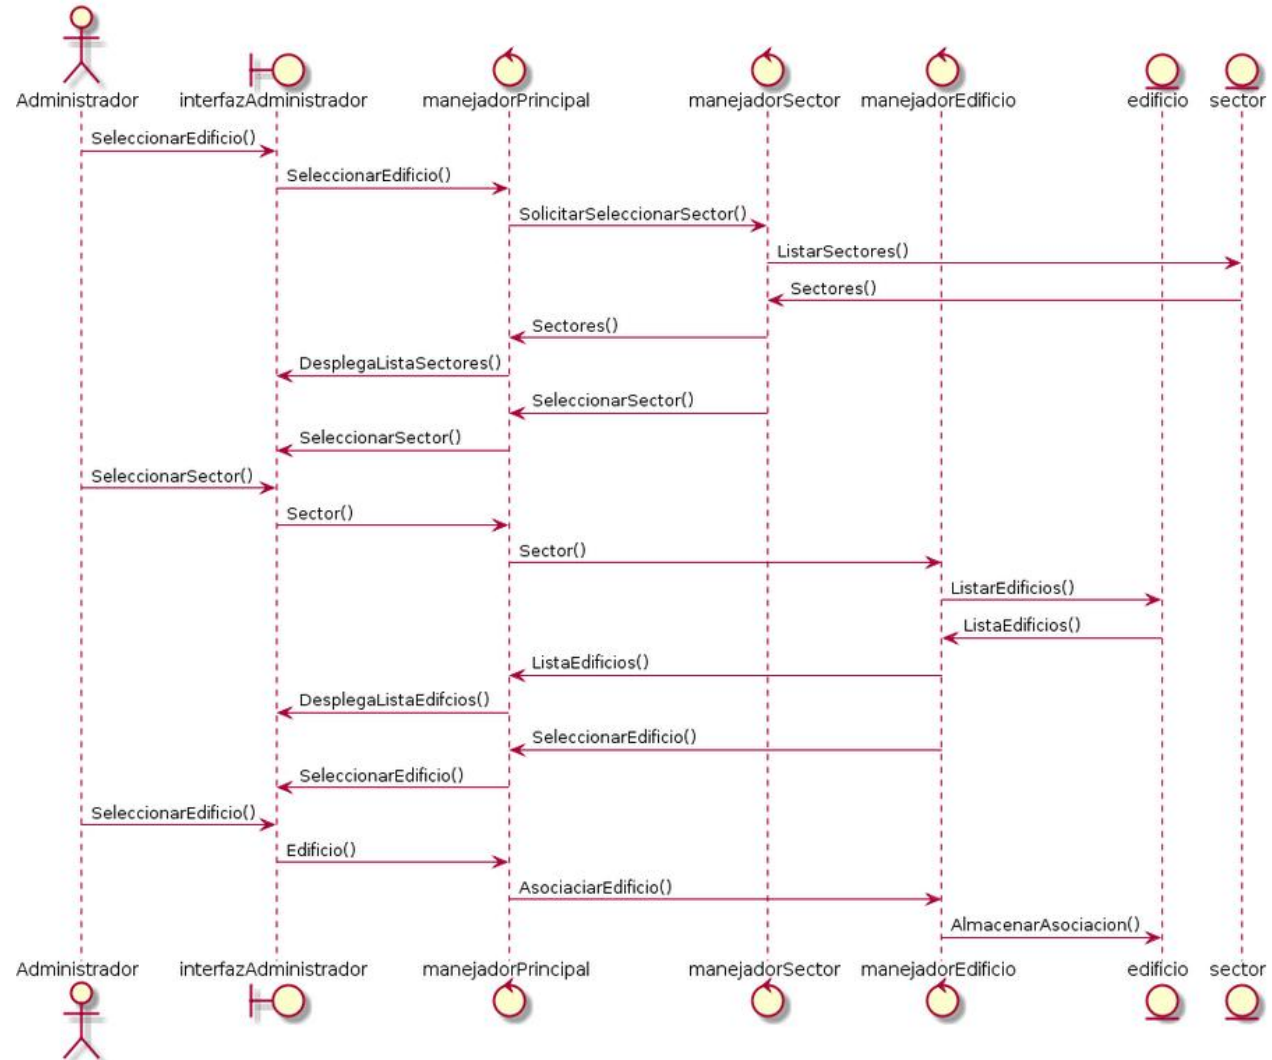 Administrador interfazAdministrador manejadorPrincipal manejadorSector manejadorEdificio edificio sector
SeleccionarEdificio()
SeleccionarEdificio()
SolicitarSeleccionarSector()
ListarSectores()
Sectores()
Sectores()
DesplegaListaSectores()
SeleccionarSector()
SeleccionarSector()
SeleccionarSector()
Sector()
Sector()
ListarEdificios()
ListaEdificios()
ListaEdificios()
DesplegaListaEdifcios()
SeleccionarEdificio()
SeleccionarEdificio()
SeleccionarEdificio()
Edificio()
AsociaciarEdificio()
AlmacenarAsociacion()
Administrador interfazAdministrador manejadorPrincipal manejadorSector manejadorEdificio edificio sector